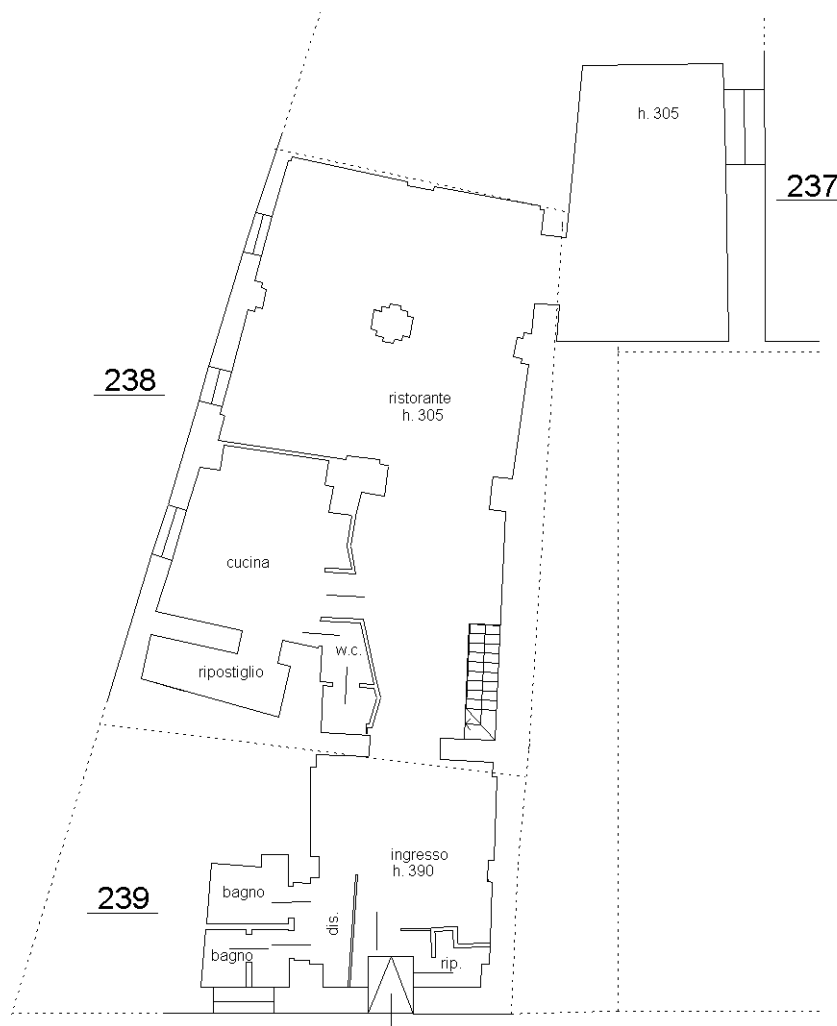 h. 305
237
238
ristorante
h. 305
cucina
w.c.
ripostiglio
ingresso
h. 390
239
bagno
dis.
bagno
rip.